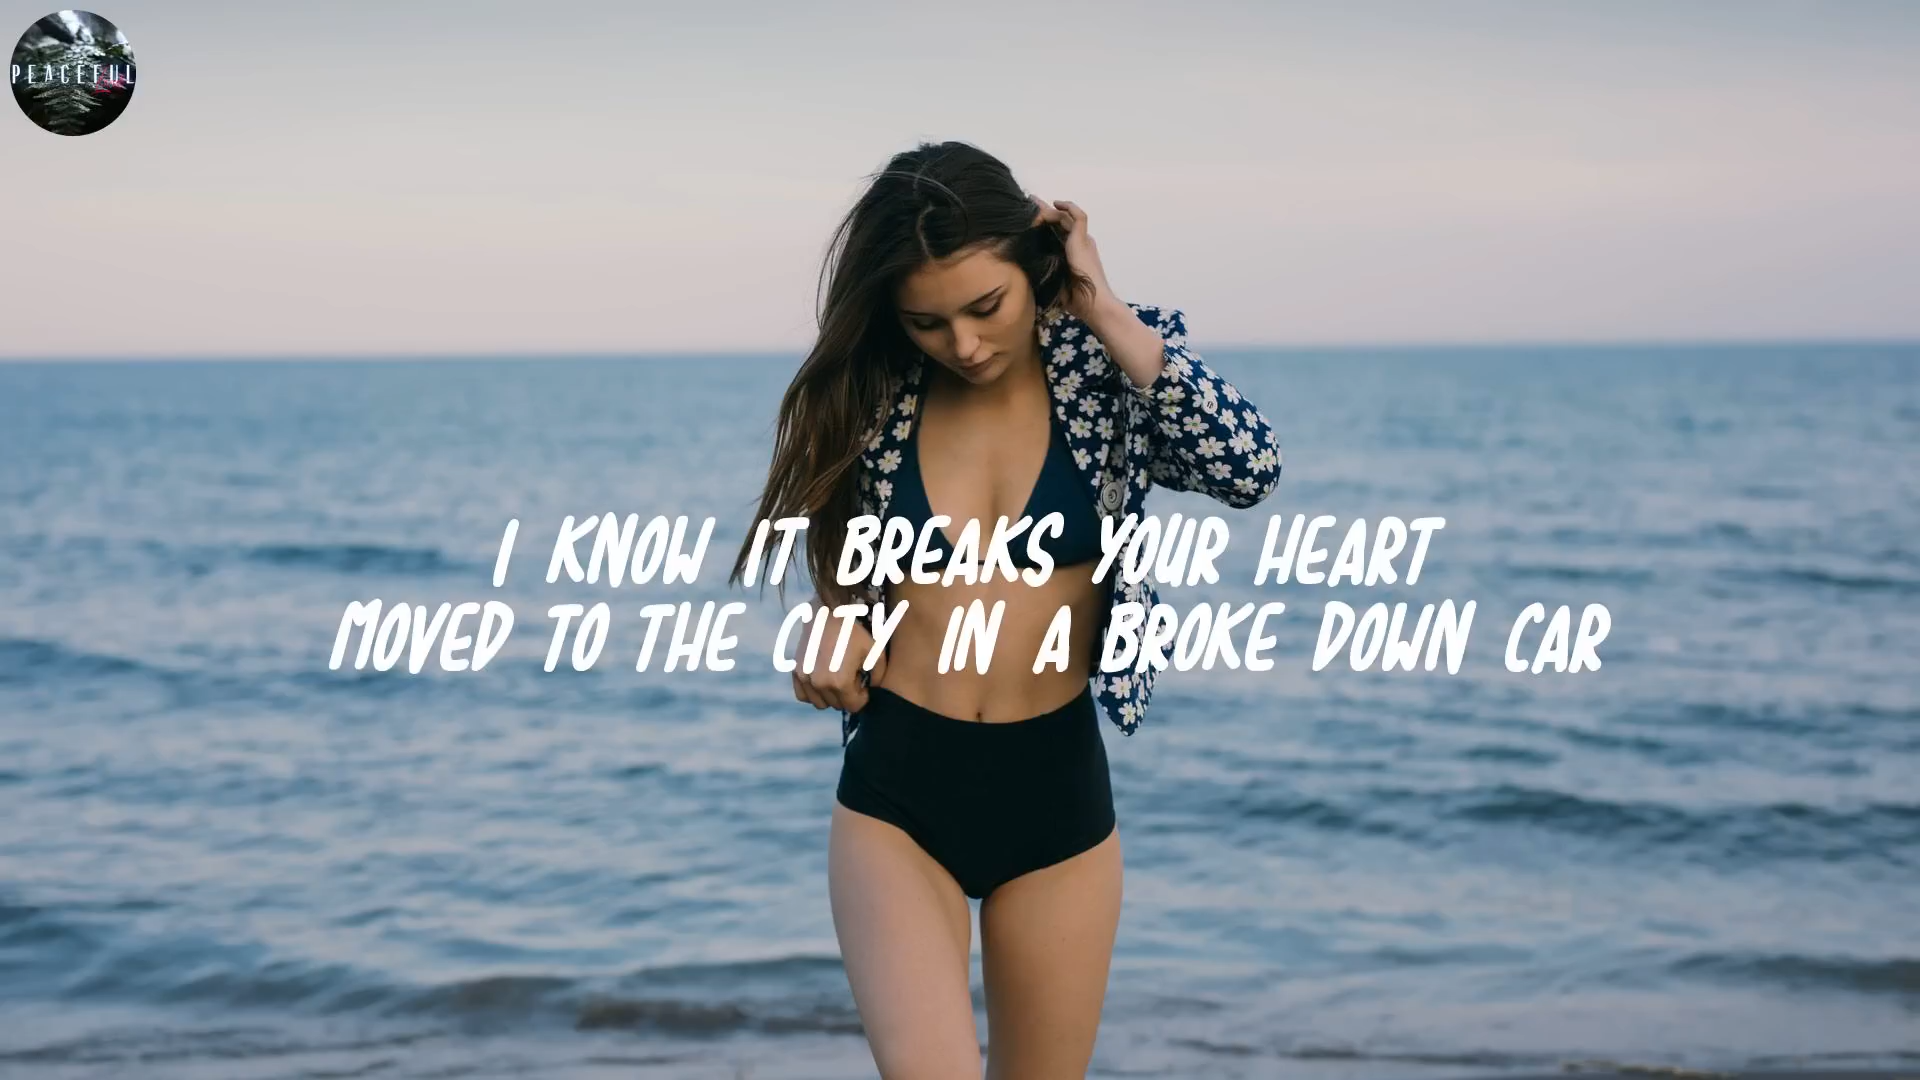 PEACEFUL
I KNOW IT BREAKS YOUR HEART
MOVED TO THE CITY IN A BROKE DOWN CAR